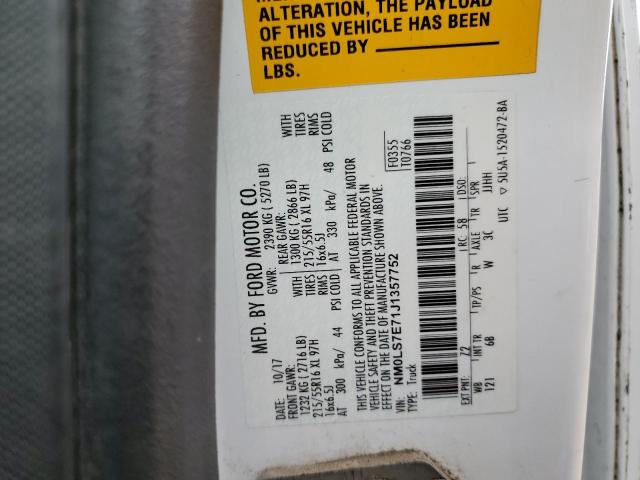 ALTERATION, THE PAYLOAD
OF THIS VEHICLE HAS BEEN
REDUCED BY
LBS.
MFD. BY FORD MOTOR CO.
DATE: 10/17 GVWR: 2390 KG ( 5270 LB)
FRONT GAWR: REAR GAWR: WITH
1232 KG ( 2716 LB) WITH 1300 KG ( 2866 LB) TIRES
215/55R16 XL 97H TIRES 215/55R16 XL 97H RIMS
16x6.5J RIMS 16x6.5J
AT 300 kPa/ 44 PSI COLD AT 330 kPa/ 48 PSI COLD
THIS VEHICLE CONFORMS TO ALL APPLICABLE FEDERAL MOTOR
VEHICLE SAFETY AND THEFT PREVENTION STANDARDS IN
EFFECT ON THE DATE OF MANUFACTURE SHOWN ABOVE.
VIN: NM0LS7E71J1357752 F0355
TYPE: Truck T0766
EXT PNT: Z2 RC: 58 DSO:
WB INT TR TP/PS R AXLE TR SPR
121 68 W 3C JJHH
UTC ▽ 5U5A-1520472-BA